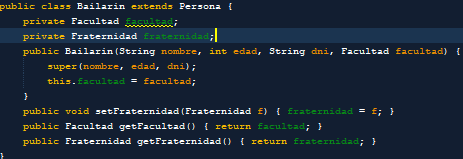 public class Bailarin extends Persona {
private Facultad facultad;
private Fraternidad fraternidad;
public Bailarin(String nombre, int edad, String dni, Facultad facultad) {
super(nombre, edad, dni);
this.facultad = facultad;
}
public void setFraternidad(Fraternidad f) { fraternidad = f; }
public Facultad getFacultad() { return facultad; }
public Fraternidad getFraternidad() { return fraternidad; }
}